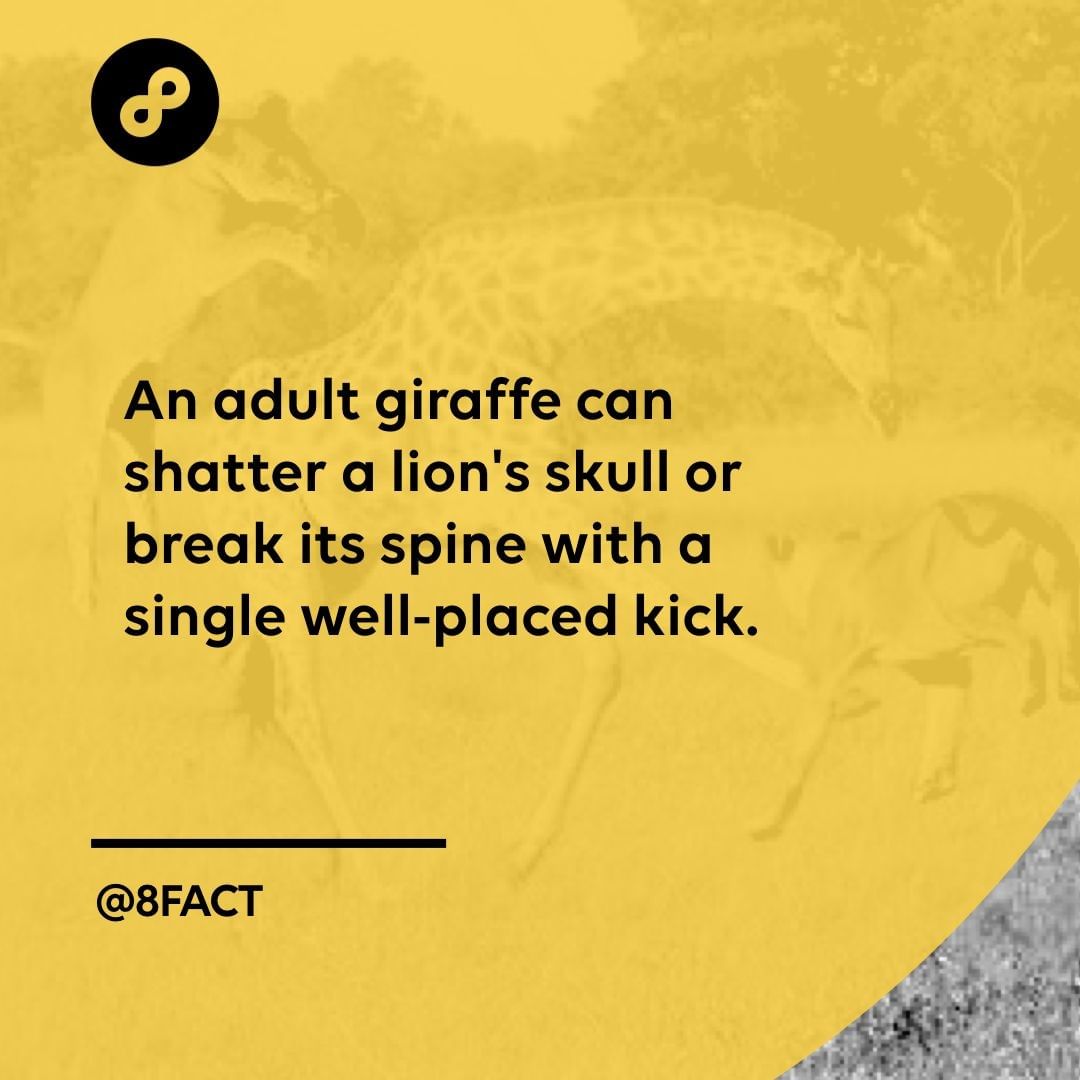 An adult giraffe can
shatter a lion's skull or
break its spine with a
single well-placed kick.
@8FACT